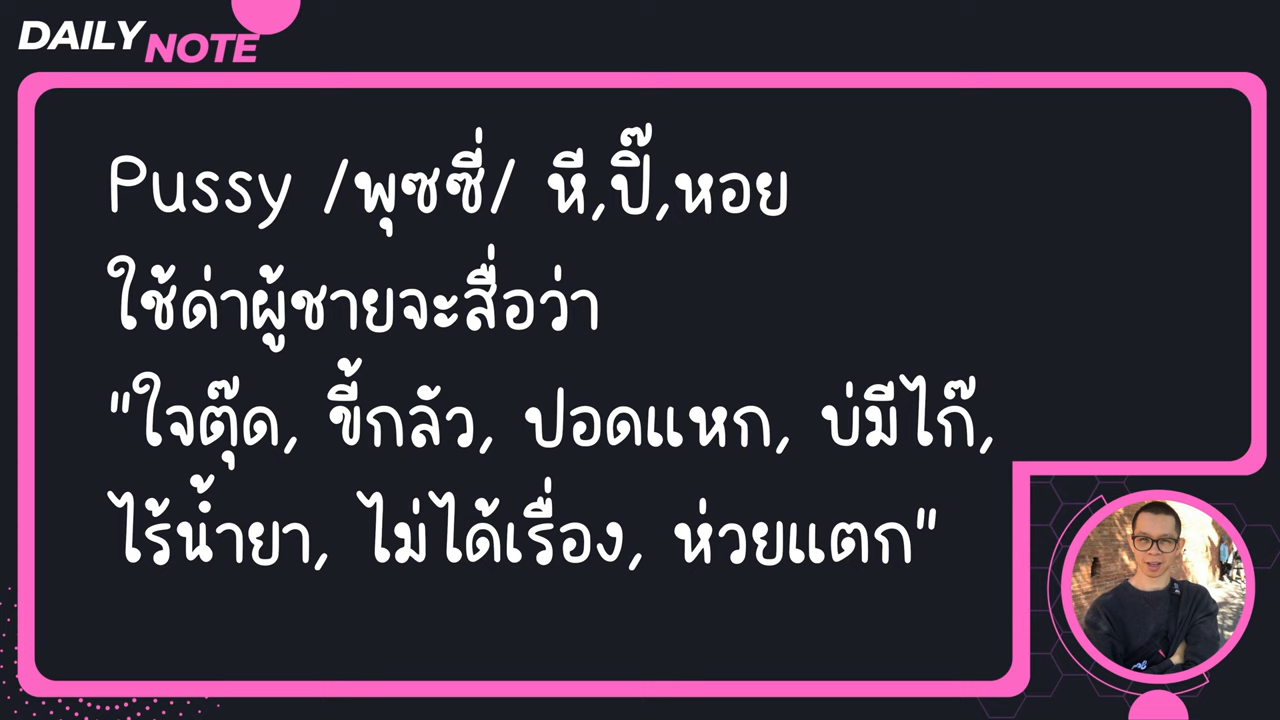 DAILY NOTE
Pussy /พุซซี่/ หี,ปี๊,หอย
ใช้ด่าผู้ชายจะสื่อว่า
"ใจตุ๊ด, ขี้กลัว, ปอดแหก, บ่มีไก๊,
ไร้น้ำยา, ไม่ได้เรื่อง, ห่วยแตก"